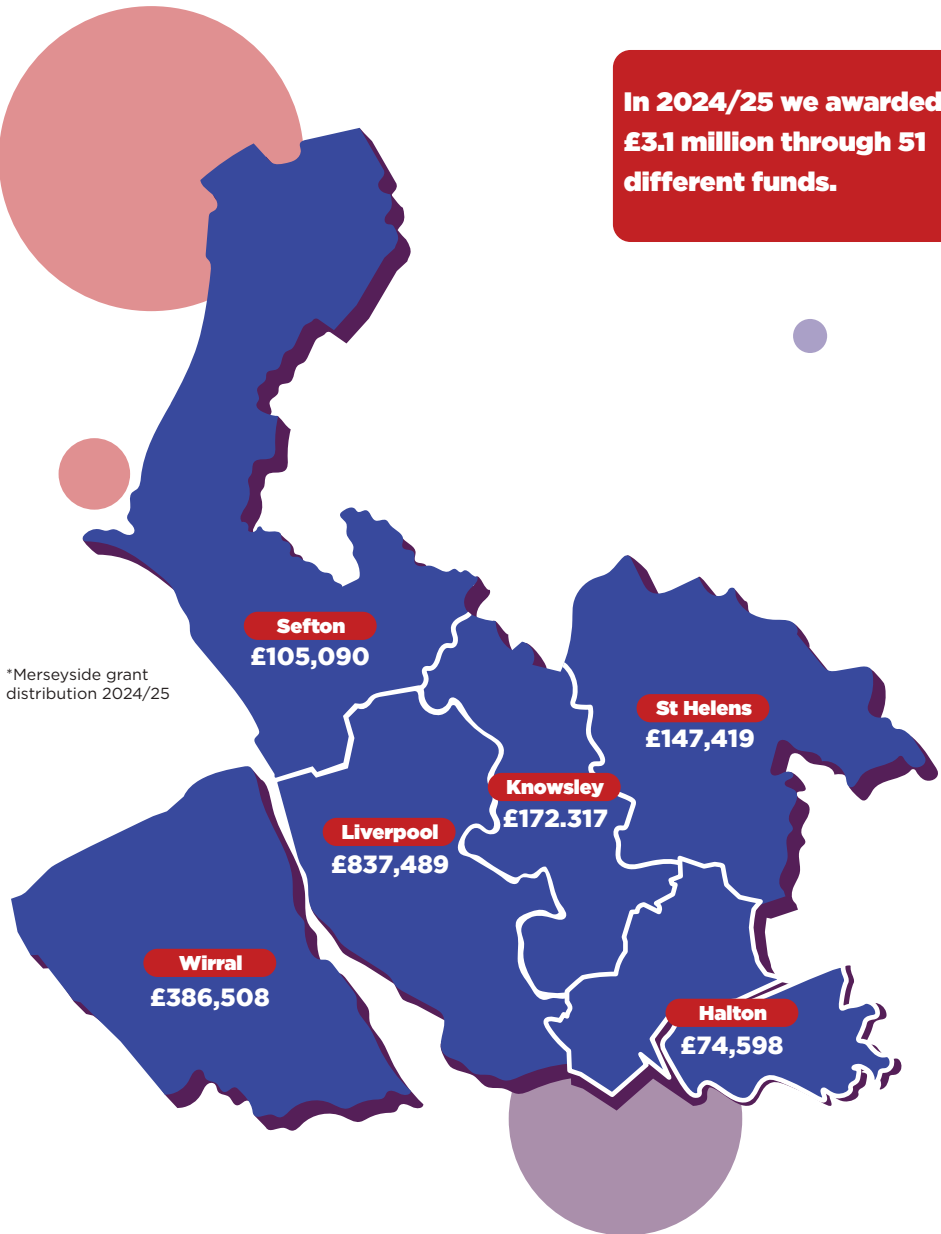 In 2024/25 we awarded
£3.1 million through 51
different funds.
Sefton
£105,090
*Merseyside grant
distribution 2024/25
St Helens
£147,419
Knowsley
£172.317
Liverpool
£837,489
Wirral
£386,508
Halton
£74,598